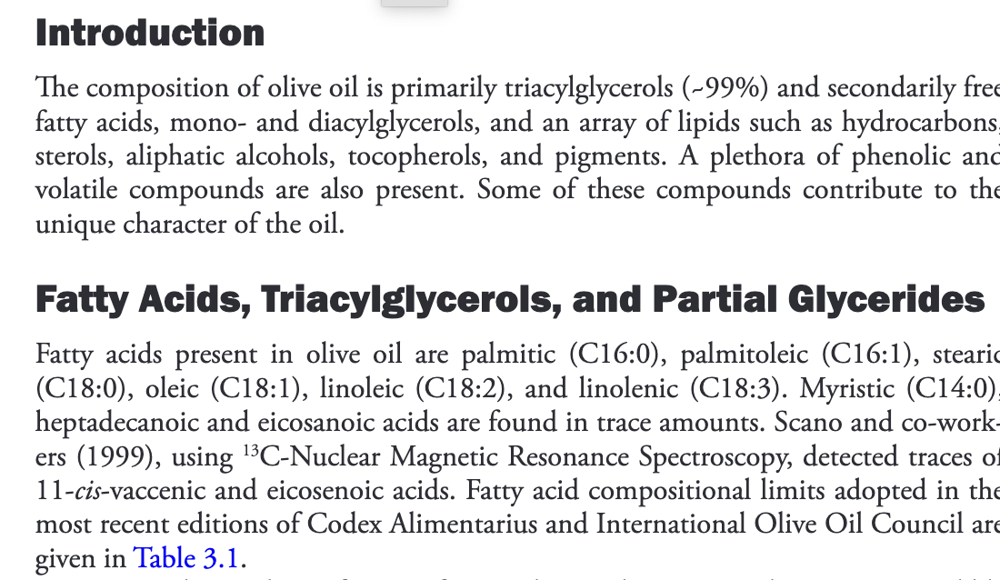 Introduction
The composition of olive oil is primarily triacylglycerols (~99%) and secondarily free
fatty acids, mono- and diacylglycerols, and an array of lipids such as hydrocarbons,
sterols, aliphatic alcohols, tocopherols, and pigments. A plethora of phenolic and
volatile compounds are also present. Some of these compounds contribute to the
unique character of the oil.
Fatty Acids, Triacylglycerols, and Partial Glycerides
Fatty acids present in olive oil are palmitic (C16:0), palmitoleic (C16:1), stearic
(C18:0), oleic (C18:1), linoleic (C18:2), and linolenic (C18:3). Myristic (C14:0),
heptadecanoic and eicosanoic acids are found in trace amounts. Scano and co-work-
ers (1999), using ¹³C-Nuclear Magnetic Resonance Spectroscopy, detected traces of
11-cis-vaccenic and eicosenoic acids. Fatty acid compositional limits adopted in the
most recent editions of Codex Alimentarius and International Olive Oil Council are
given in Table 3.1.